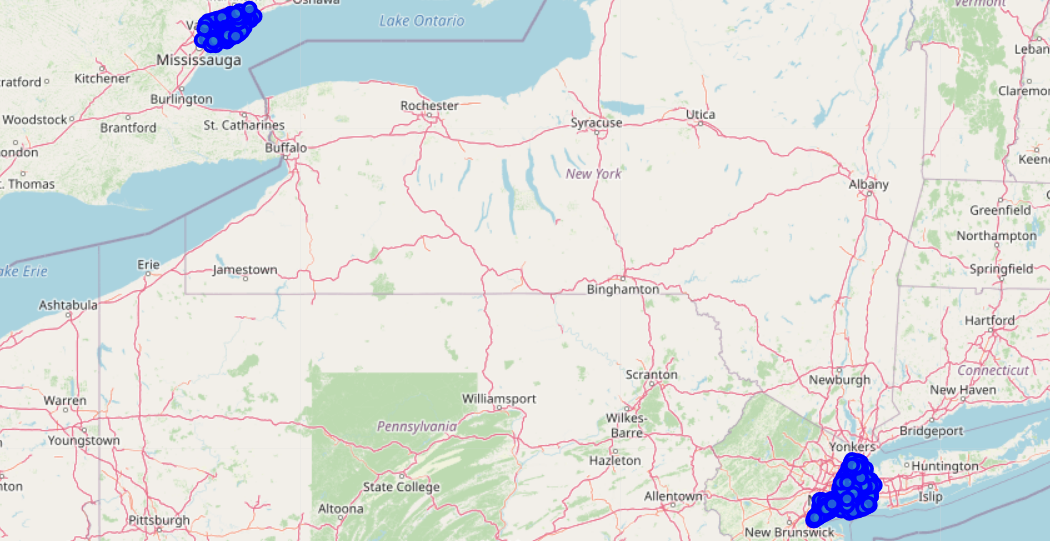 Oshawa
Vermont
Lake Ontario
Va
Mississauga
Leban
Kitchener
ratford
Burlington
Claremo
Rochester
Woodstock
Brantford
St. Catharines
Syracuse
Utica
ondon
Buffalo
Keen
New York
. Thomas
Albany
Greenfield
Northampton
Erie
ake Erie
Jamestown
Springfield
Binghamton
Ashtabula
Hartford
Scranton
Newburgh
Connecticut
New Haven
Warren
Williamsport
Wilkes-
Barre
Pennsylvania
Youngstown
Bridgeport
Yonkers
Hazleton
Huntington
State College
nton
Allentown
N
Islip
Altoona
Pittsburgh
New Brunswick